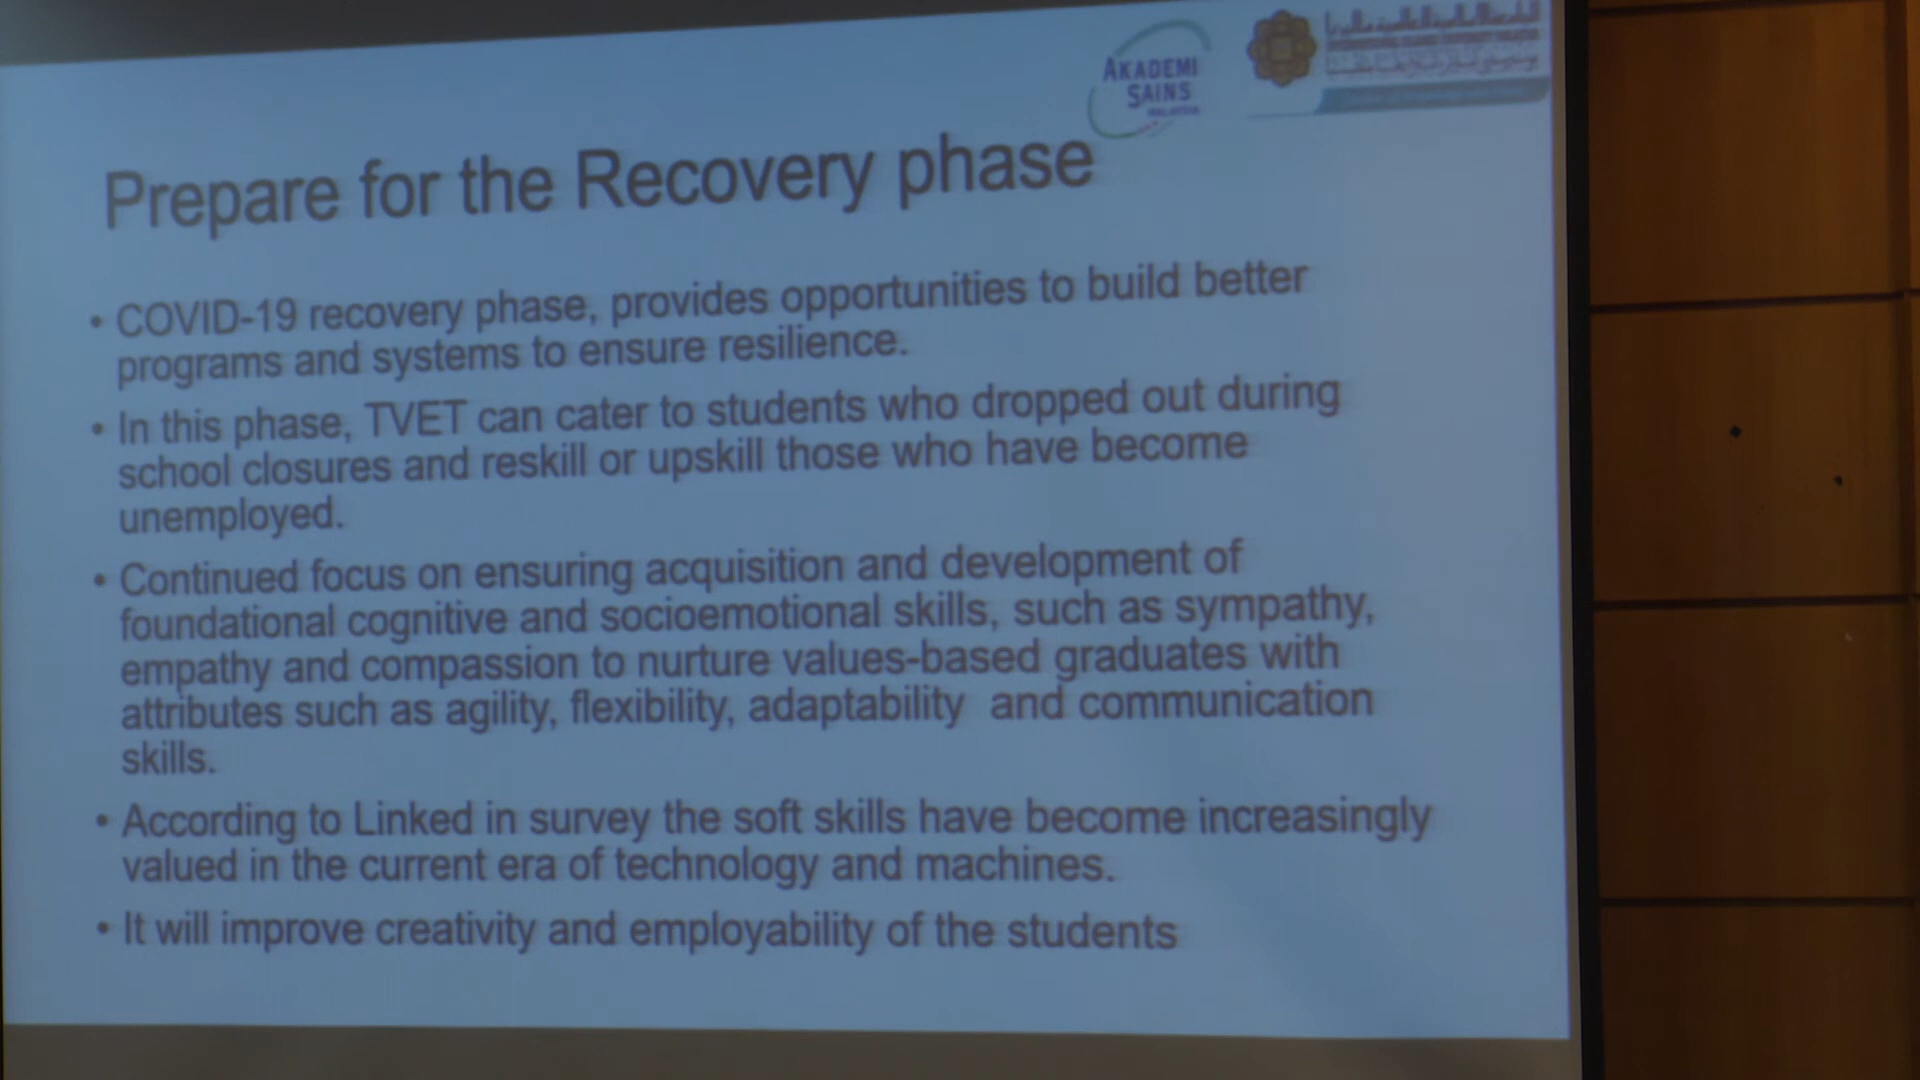 AKADEMI
SAINS
MALAYSIA
Prepare for the Recovery phase
• COVID-19 recovery phase, provides opportunities to build better
programs and systems to ensure resilience.
• In this phase, TVET can cater to students who dropped out during
school closures and reskill or upskill those who have become
unemployed.
• Continued focus on ensuring acquisition and development of
foundational cognitive and socioemotional skills, such as sympathy,
empathy and compassion to nurture values-based graduates with
attributes such as agility, flexibility, adaptability and communication
skills.
• According to Linked in survey the soft skills have become increasingly
valued in the current era of technology and machines.
• It will improve creativity and employability of the students